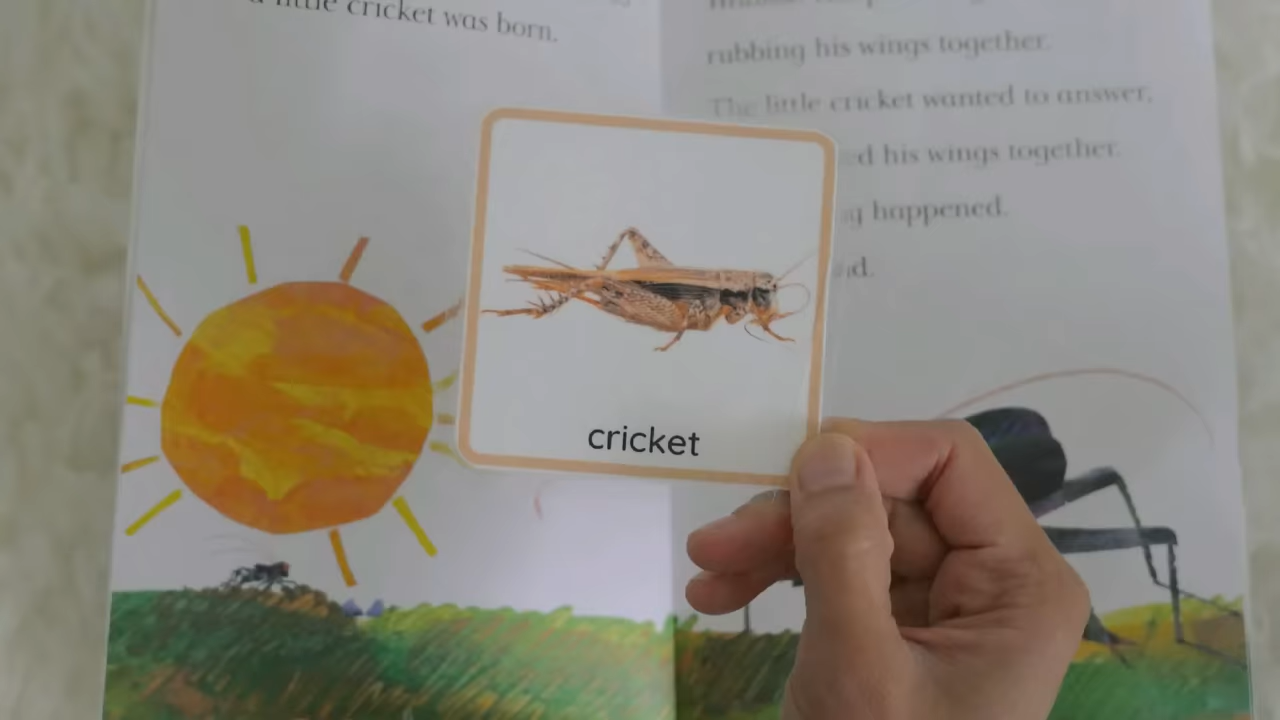 little cricket was born.
rubbing his wings together.
The little cricket wanted to answer,
his wings together.
happened.
cricket